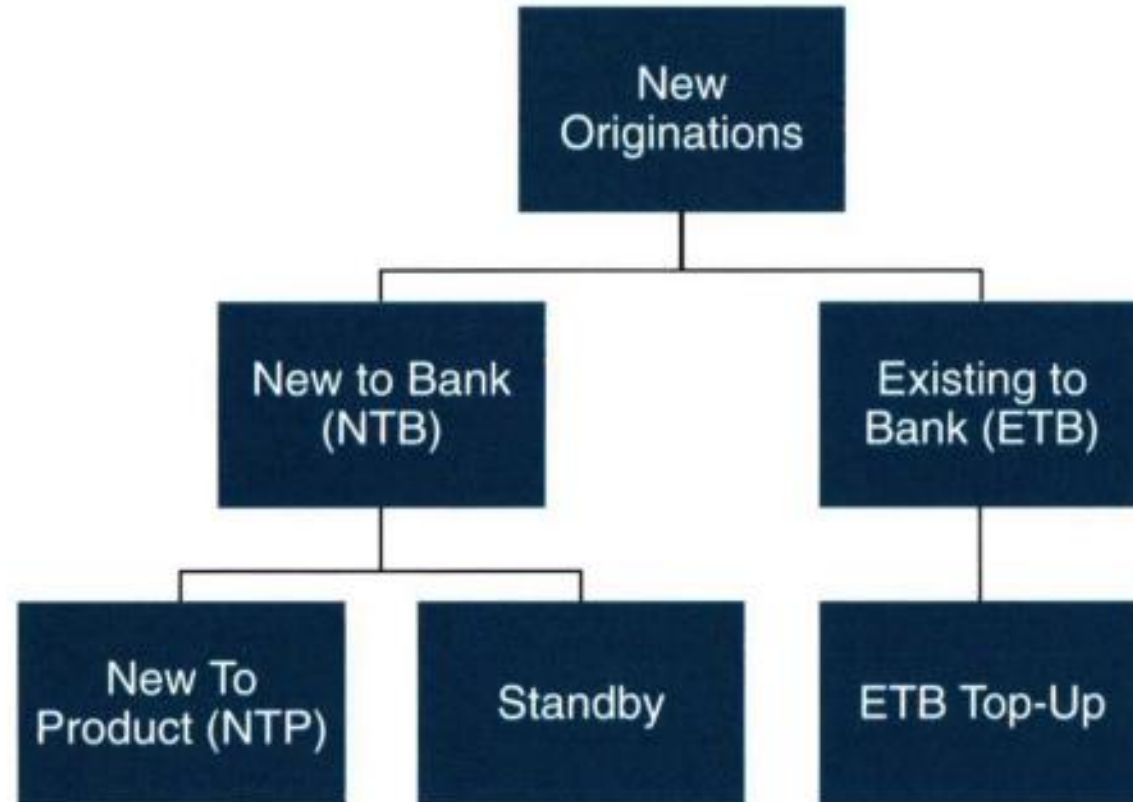 New
Originations
New to Bank
(NTB)
Existing to
Bank (ETB)
New To
Product (NTP)
Standby
ETB Top-Up